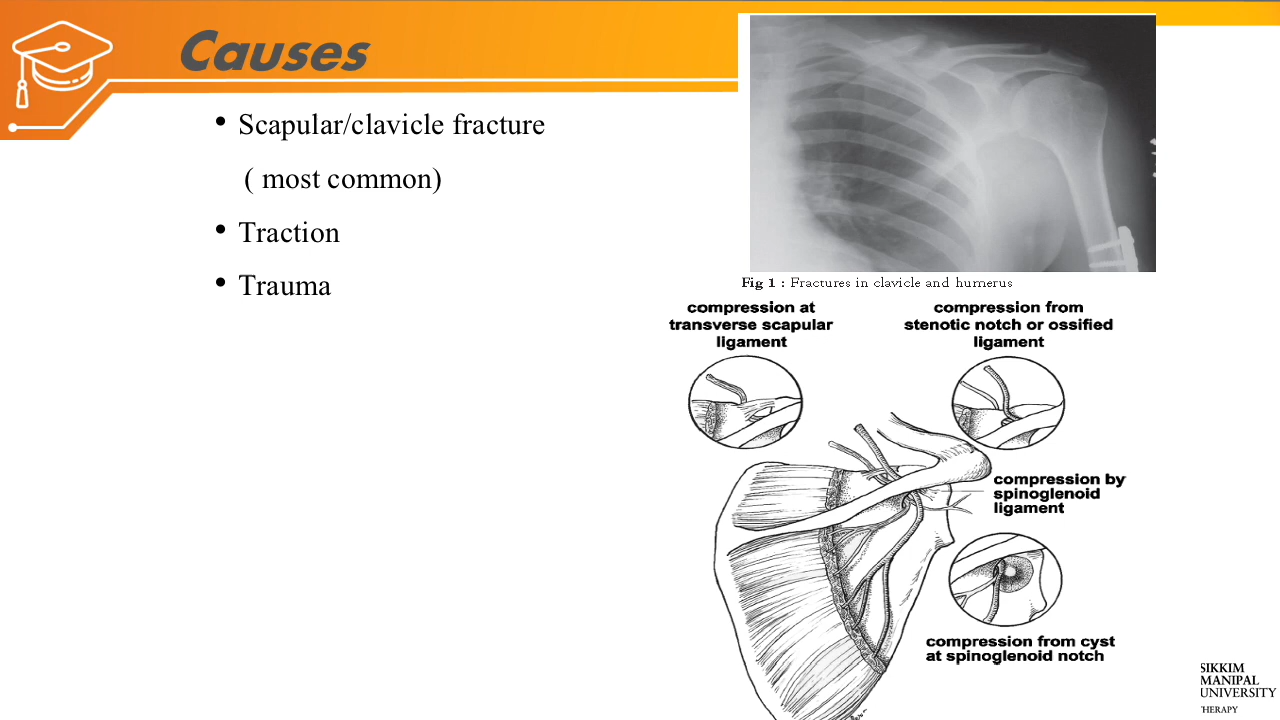 Causes
• Scapular/clavicle fracture
( most common)
• Traction
• Trauma
Fig 1 : Fractures in clavicle and humerus
compression at
transverse scapular
ligament
compression from
stenotic notch or ossified
ligament
compression by
spinoglenoid
ligament
compression from cyst
at spinoglenoid notch
SIKKIM
MANIPAL
UNIVERSITY
THERAPY